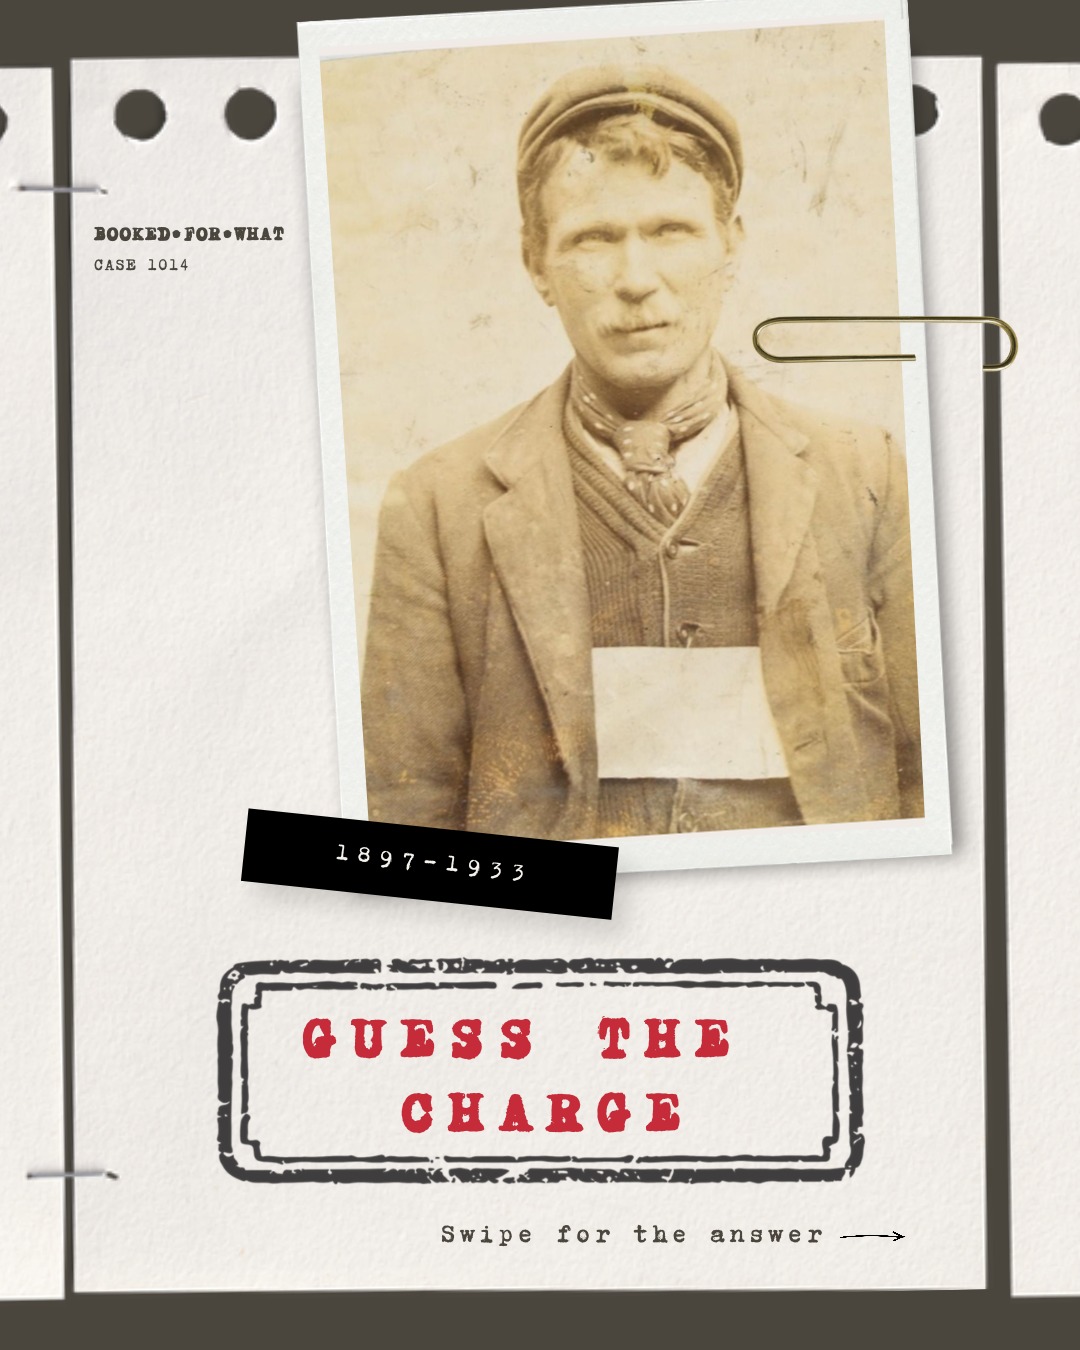 BOOKED•FOR•WHAT
CASE 1014
1897-1933
GUESS THE
CHARGE
Swipe for the answer